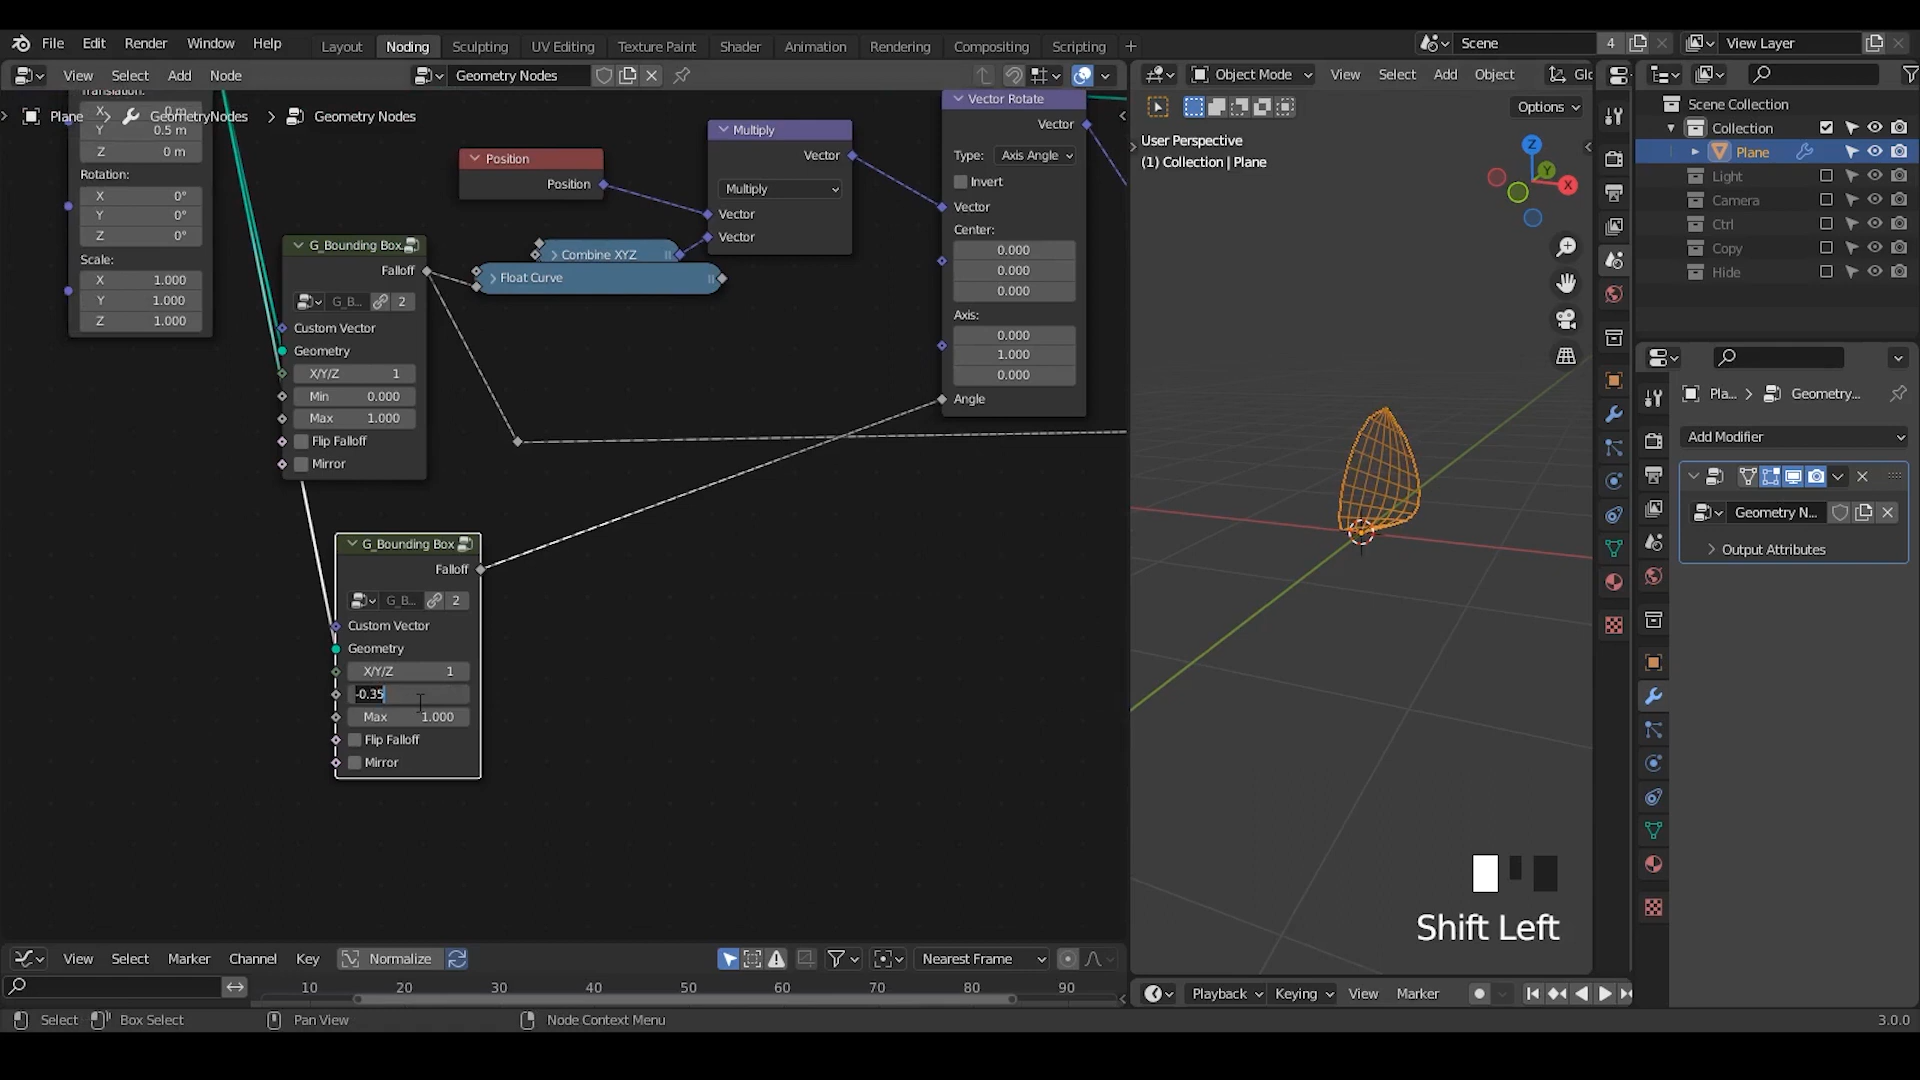 File Edit Render Window Help
Layout Noding Sculpting UV Editing Texture Paint Shader Animation Rendering Compositing Scripting +
Scene 4 View Layer
View Select Add Node
Geometry Nodes
Object Mode View Select Add Object
Plane > GeometryNodes > Geometry Nodes
Translation:
X 0 m
Y 0.5 m
Z 0 m
Rotation:
X 0°
Y 0°
Z 0°
Scale:
X 1.000
Y 1.000
Z 1.000
G_Bounding Box.
Falloff
G_B... 2
Custom Vector
Geometry
X/Y/Z 1
Min 0.000
Max 1.000
Flip Falloff
Mirror
Position
Position
Combine XYZ
Float Curve
Multiply
Vector
Multiply
Vector
Vector
Vector Rotate
Vector
Type: Axis Angle
Invert
Vector
Center:
0.000
0.000
0.000
Axis:
0.000
1.000
0.000
Angle
G_Bounding Box
Falloff
G_B... 2
Custom Vector
Geometry
X/Y/Z 1
-0.35
Max 1.000
Flip Falloff
Mirror
Options
User Perspective
(1) Collection | Plane
Z
Y
X
Shift Left
Scene Collection
Collection
Plane
Light
Camera
Ctrl
Copy
Hide
Pla... > Geometry...
Add Modifier
Geometry N...
Output Attributes
View Select Marker Channel Key Normalize Nearest Frame
10 20 30 40 50 60 70 80 90
Playback Keying View Marker
Select Box Select Pan View Node Context Menu 3.0.0